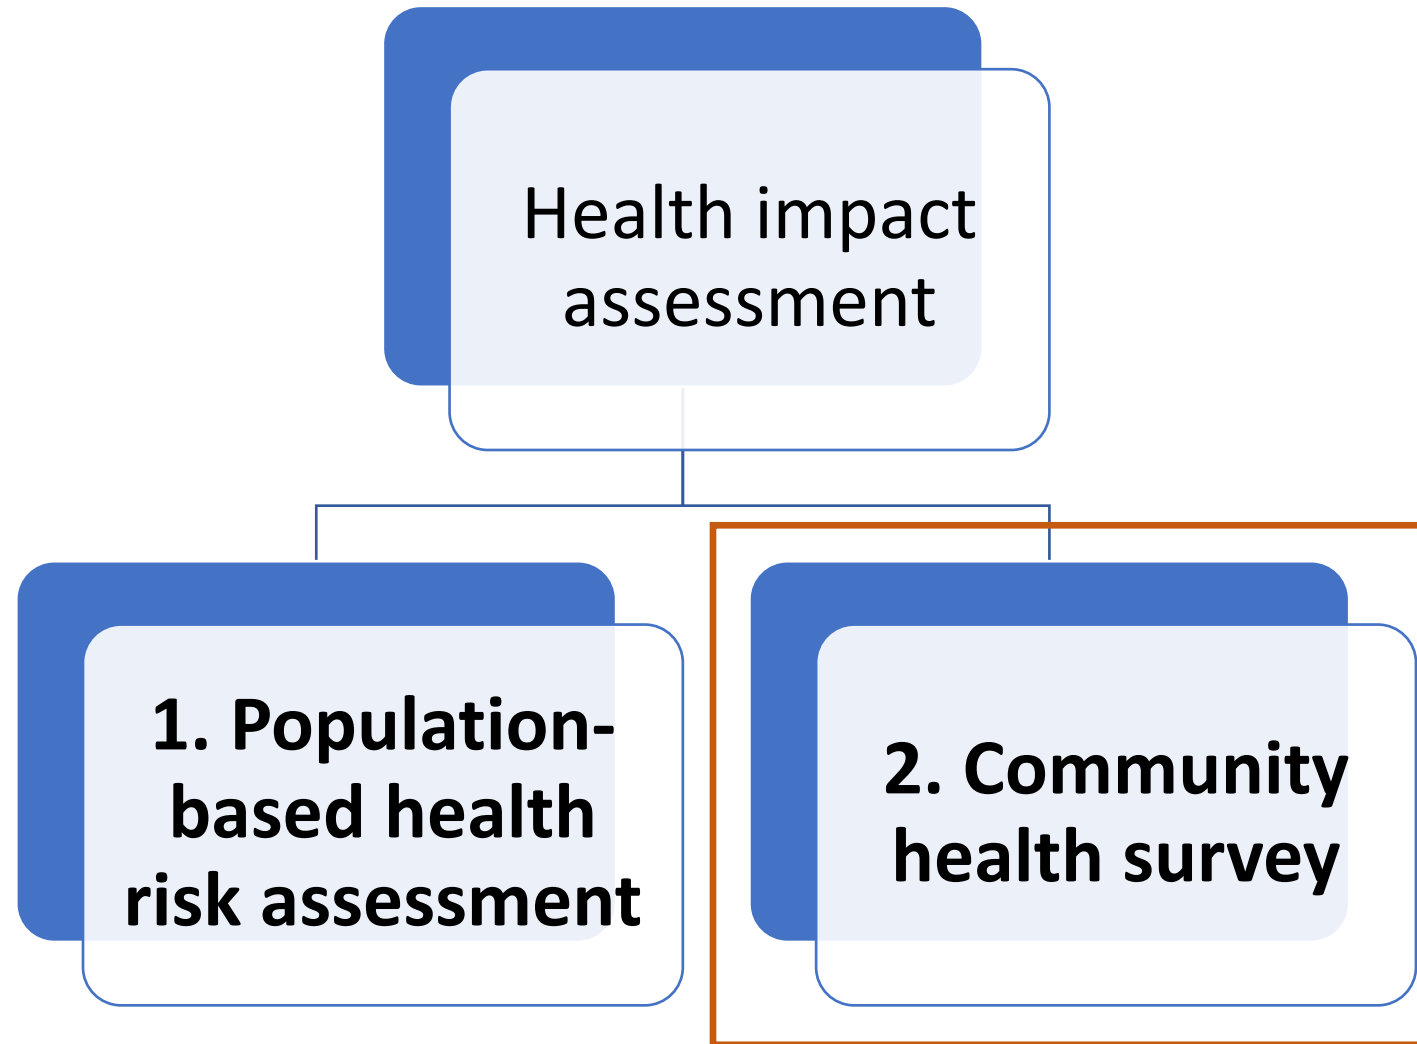 Health impact
assessment
1. Population-
based health
risk assessment
2. Community
health survey